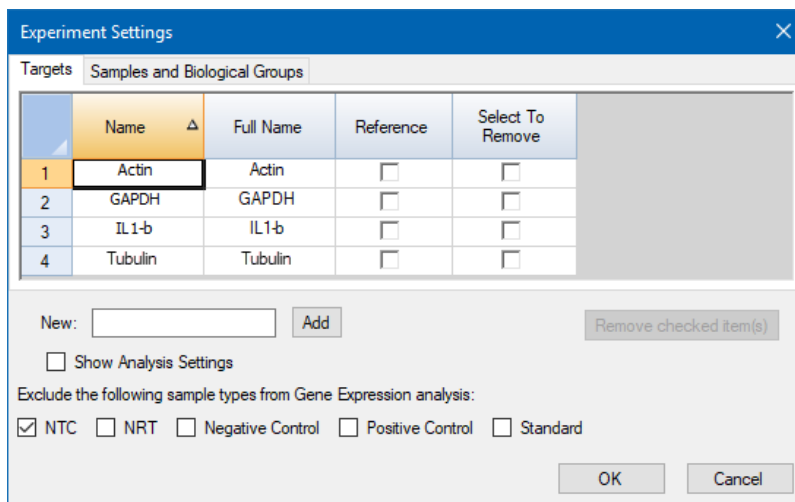 Experiment Settings
Targets Samples and Biological Groups
Name Full Name Reference Select To Remove
1 Actin Actin
2 GAPDH GAPDH
3 IL1-b IL1-b
4 Tubulin Tubulin
New: Add Remove checked item(s)
Show Analysis Settings
Exclude the following sample types from Gene Expression analysis:
NTC NRT Negative Control Positive Control Standard
OK Cancel